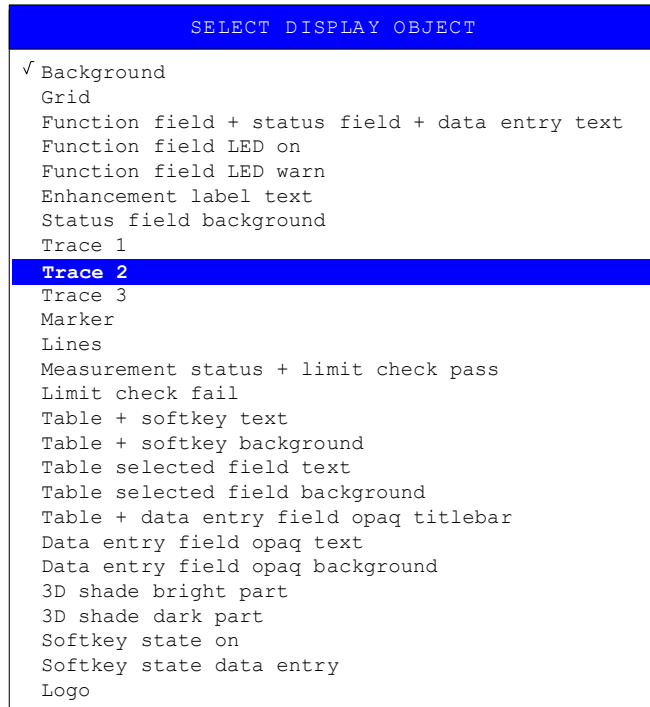 SELECT DISPLAY OBJECT
√ Background
Grid
Function field + status field + data entry text
Function field LED on
Function field LED warn
Enhancement label text
Status field background
Trace 1
Trace 2
Trace 3
Marker
Lines
Measurement status + limit check pass
Limit check fail
Table + softkey text
Table + softkey background
Table selected field text
Table selected field background
Table + data entry field opaq titlebar
Data entry field opaq text
Data entry field opaq background
3D shade bright part
3D shade dark part
Softkey state on
Softkey state data entry
Logo